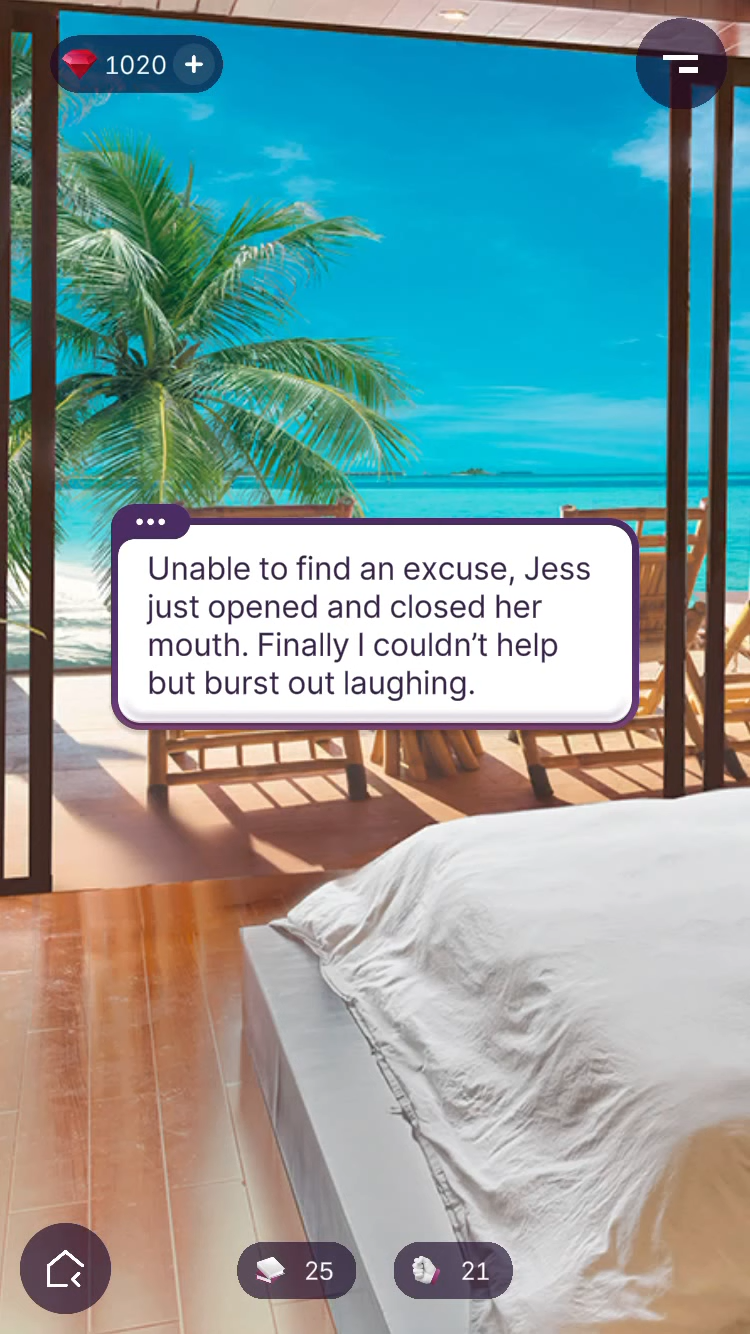 1020
Unable to find an excuse, Jess
just opened and closed her
mouth. Finally I couldn’t help
but burst out laughing.
25
21